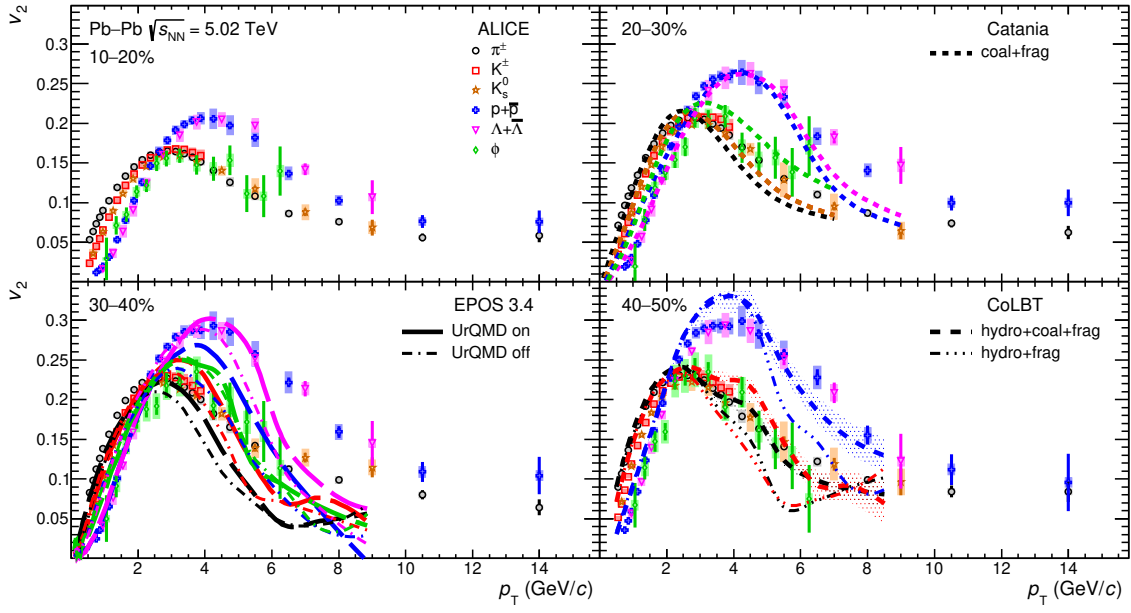 v₂
Pb–Pb √sNN = 5.02 TeV
10–20%
ALICE
π±
K±
K⁰s
p+p̅
Λ+Λ̅
ϕ
0.3
0.25
0.2
0.15
0.1
0.05
20–30%
Catania
coal+frag
v₂
30–40%
EPOS 3.4
UrQMD on
UrQMD off
0.3
0.25
0.2
0.15
0.1
0.05
40–50%
CoLBT
hydro+coal+frag
hydro+frag
0 2 4 6 8 10 12 14
pT (GeV/c)
2 4 6 8 10 12 14
pT (GeV/c)